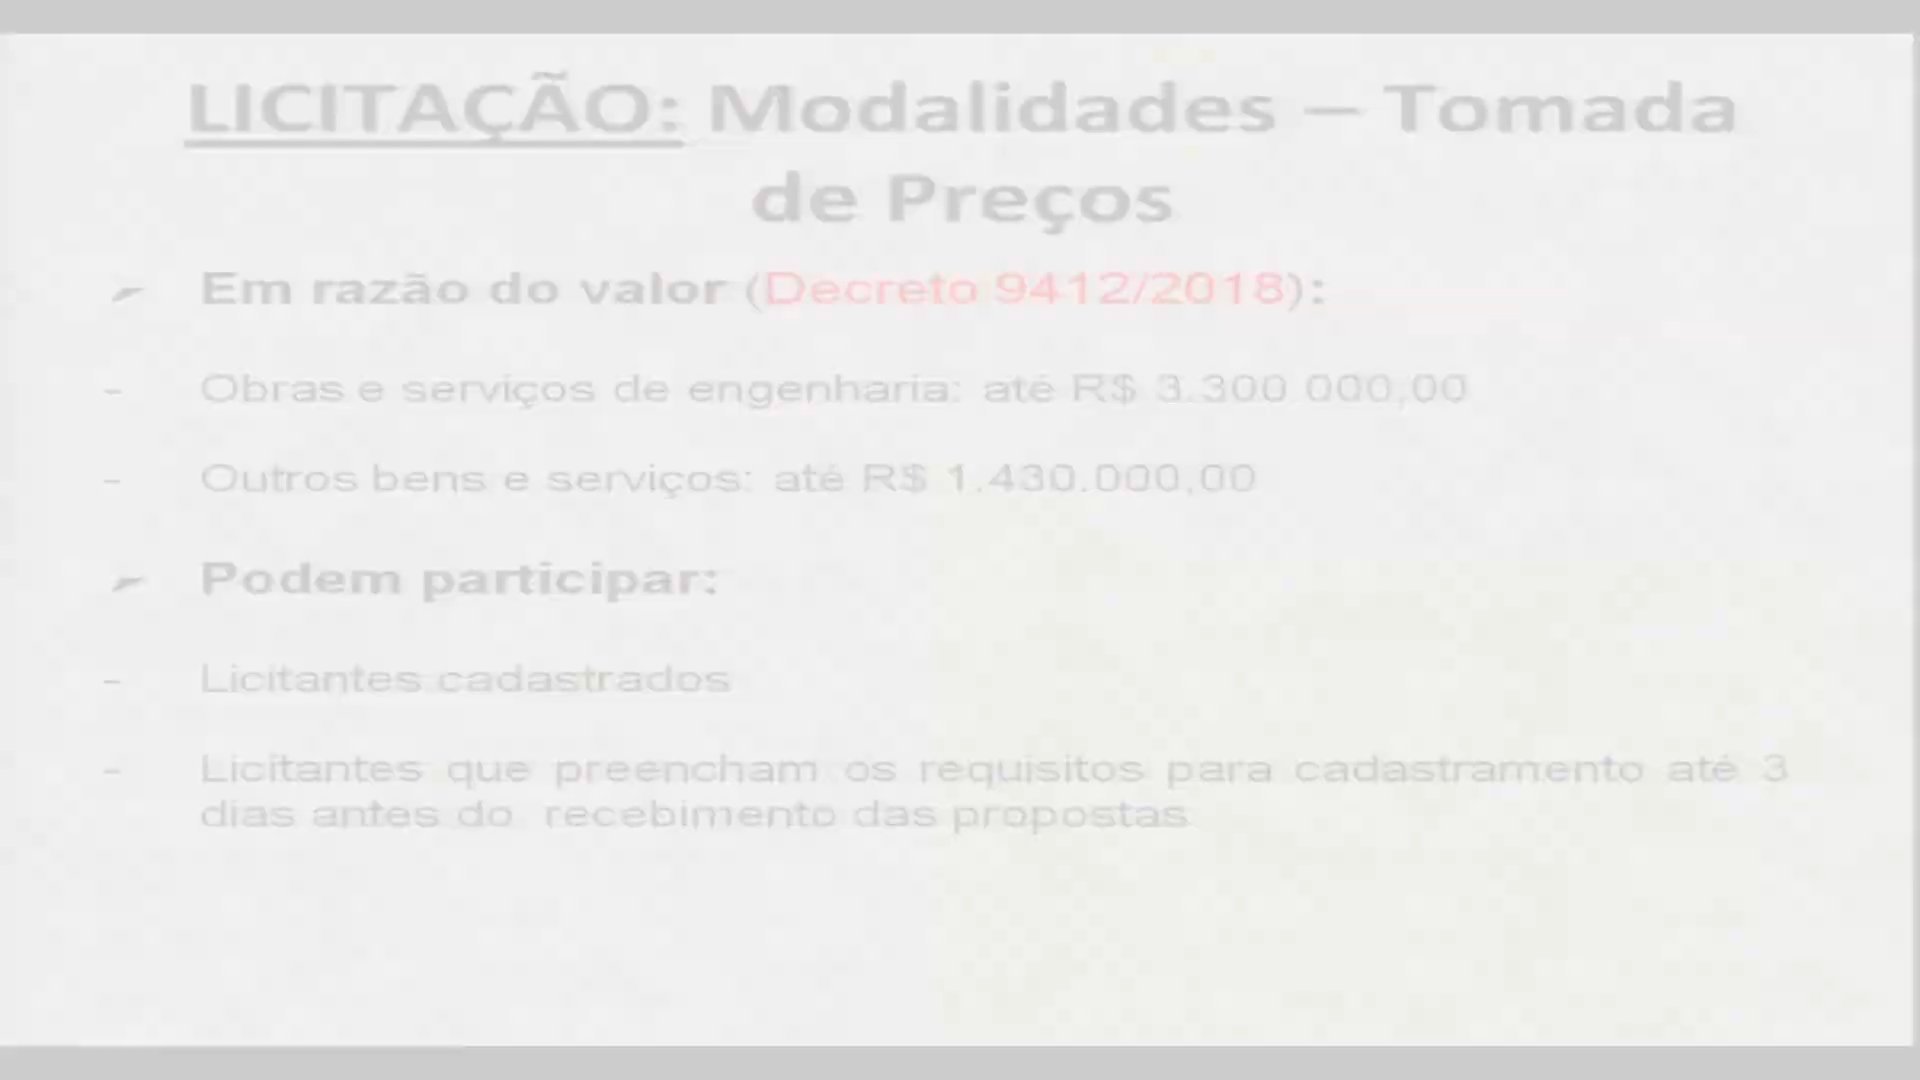 LICITAÇÃO: Modalidades – Tomada
de Preços
Em razão do valor (Decreto 9412/2018):
- Obras e serviços de engenharia: até R$ 3.300.000,00
- Outros bens e serviços: até R$ 1.430.000,00
Podem participar:
- Licitantes cadastrados
- Licitantes que preencham os requisitos para cadastramento até 3
dias antes do recebimento das propostas